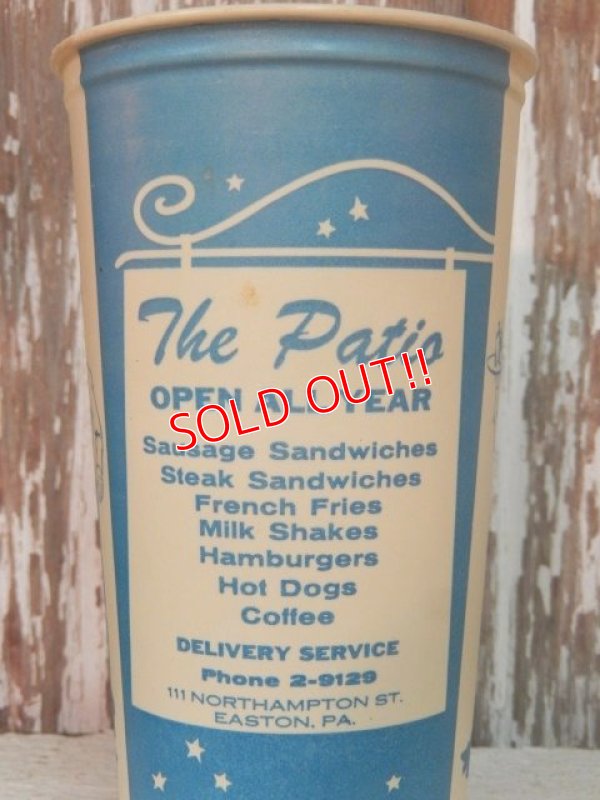 The Patio
OPEN ALL YEAR
SOLD OUT!!
Sausage Sandwiches
Steak Sandwiches
French Fries
Milk Shakes
Hamburgers
Hot Dogs
Coffee
DELIVERY SERVICE
Phone 2-9129
111 NORTHAMPTON ST.
EASTON, PA.